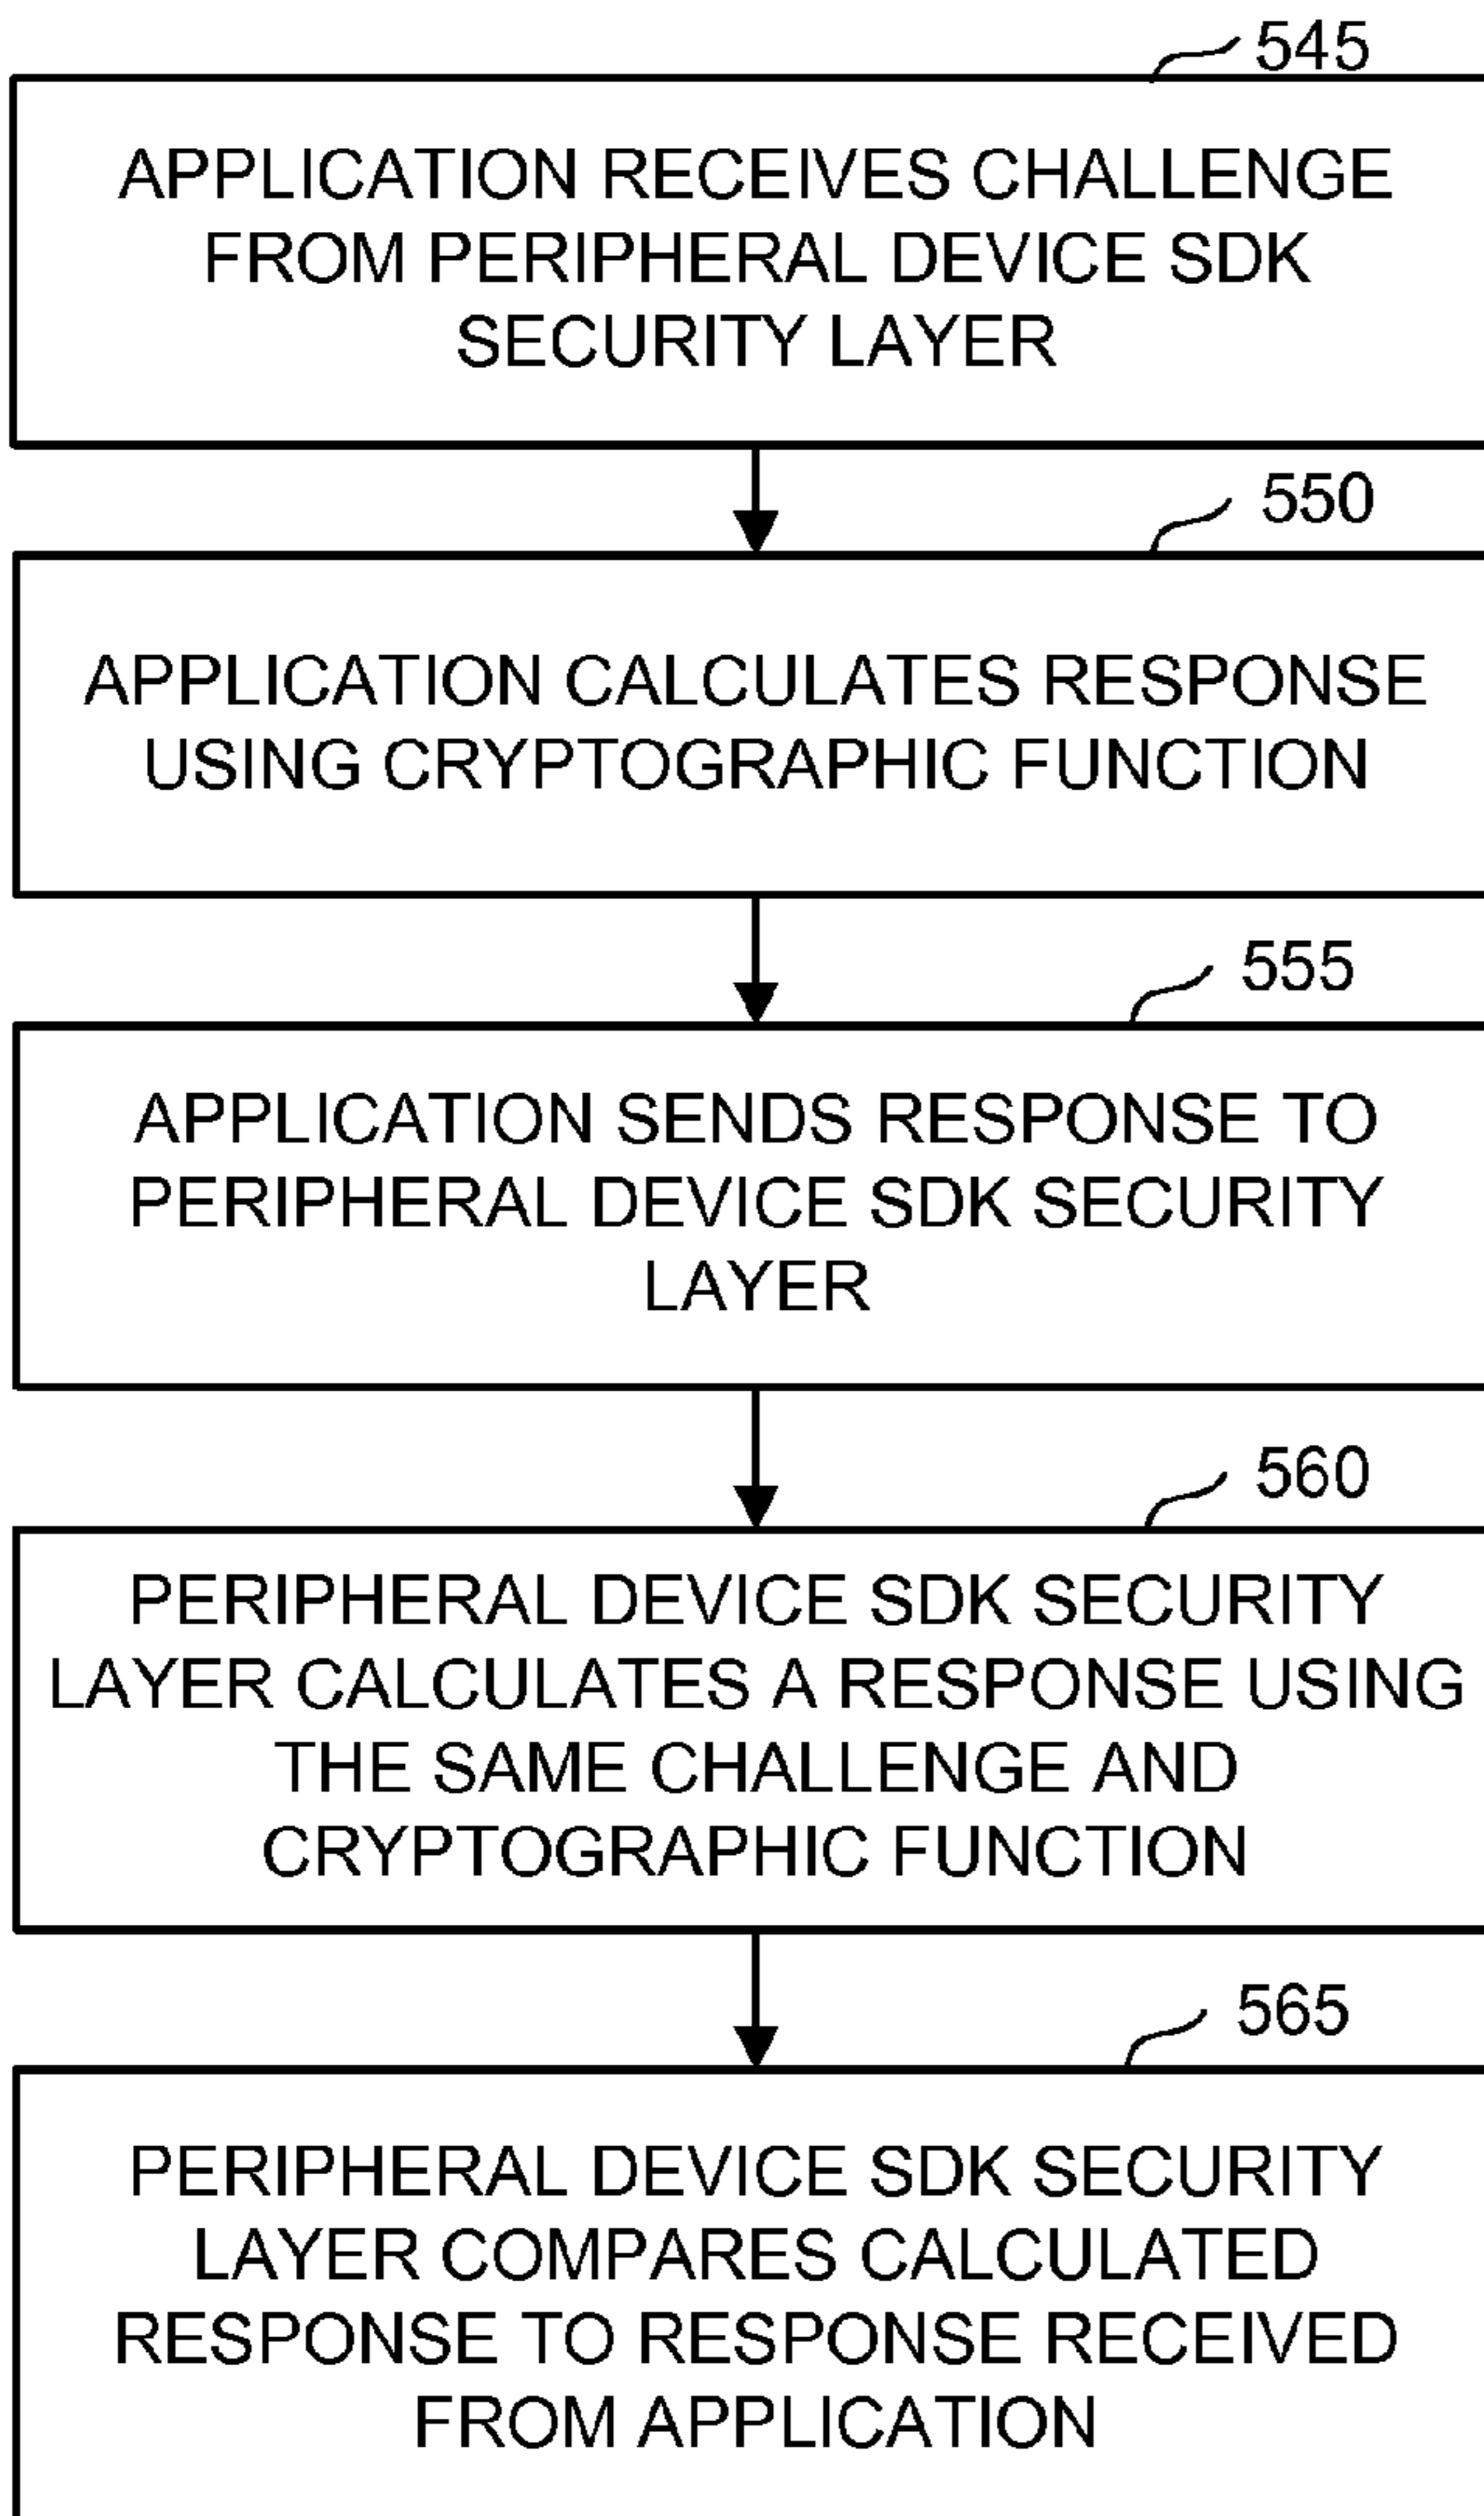 545
APPLICATION RECEIVES CHALLENGE
FROM PERIPHERAL DEVICE SDK
SECURITY LAYER
550
APPLICATION CALCULATES RESPONSE
USING CRYPTOGRAPHIC FUNCTION
555
APPLICATION SENDS RESPONSE TO
PERIPHERAL DEVICE SDK SECURITY
LAYER
560
PERIPHERAL DEVICE SDK SECURITY
LAYER CALCULATES A RESPONSE USING
THE SAME CHALLENGE AND
CRYPTOGRAPHIC FUNCTION
565
PERIPHERAL DEVICE SDK SECURITY
LAYER COMPARES CALCULATED
RESPONSE TO RESPONSE RECEIVED
FROM APPLICATION